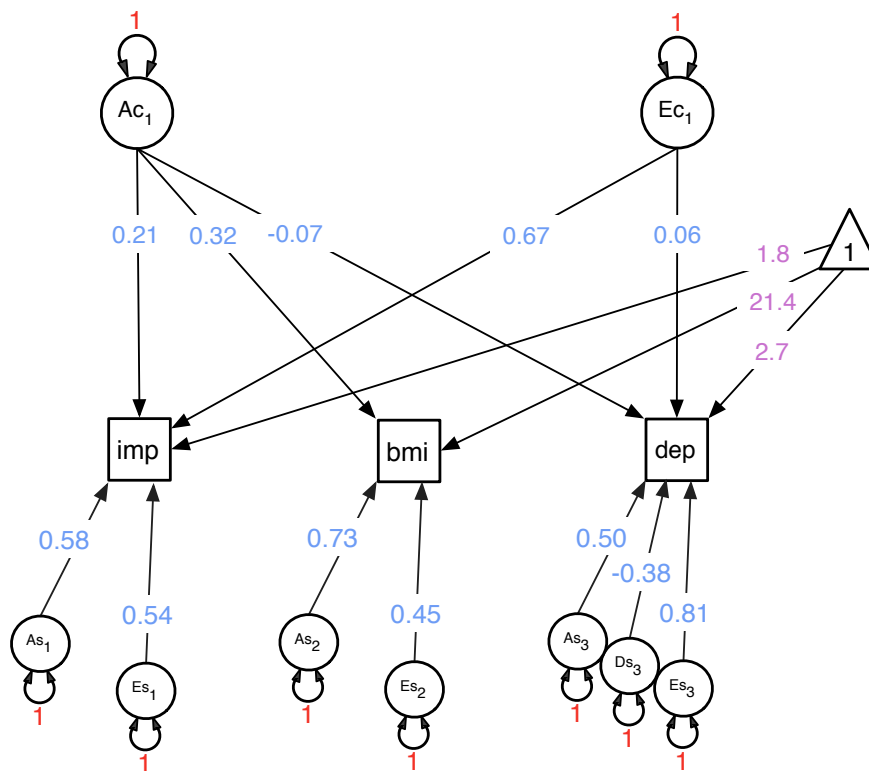 1 1
Ac1 Ec1
0.21 0.32 -0.07 0.67 0.06 1
1.8
21.4
2.7
imp bmi dep
0.58 0.73 0.50
-0.38
0.54 0.45 0.81
As1 As2 As3
Ds3
Es1 Es2 Es3
1 1 1
1
1 1 1